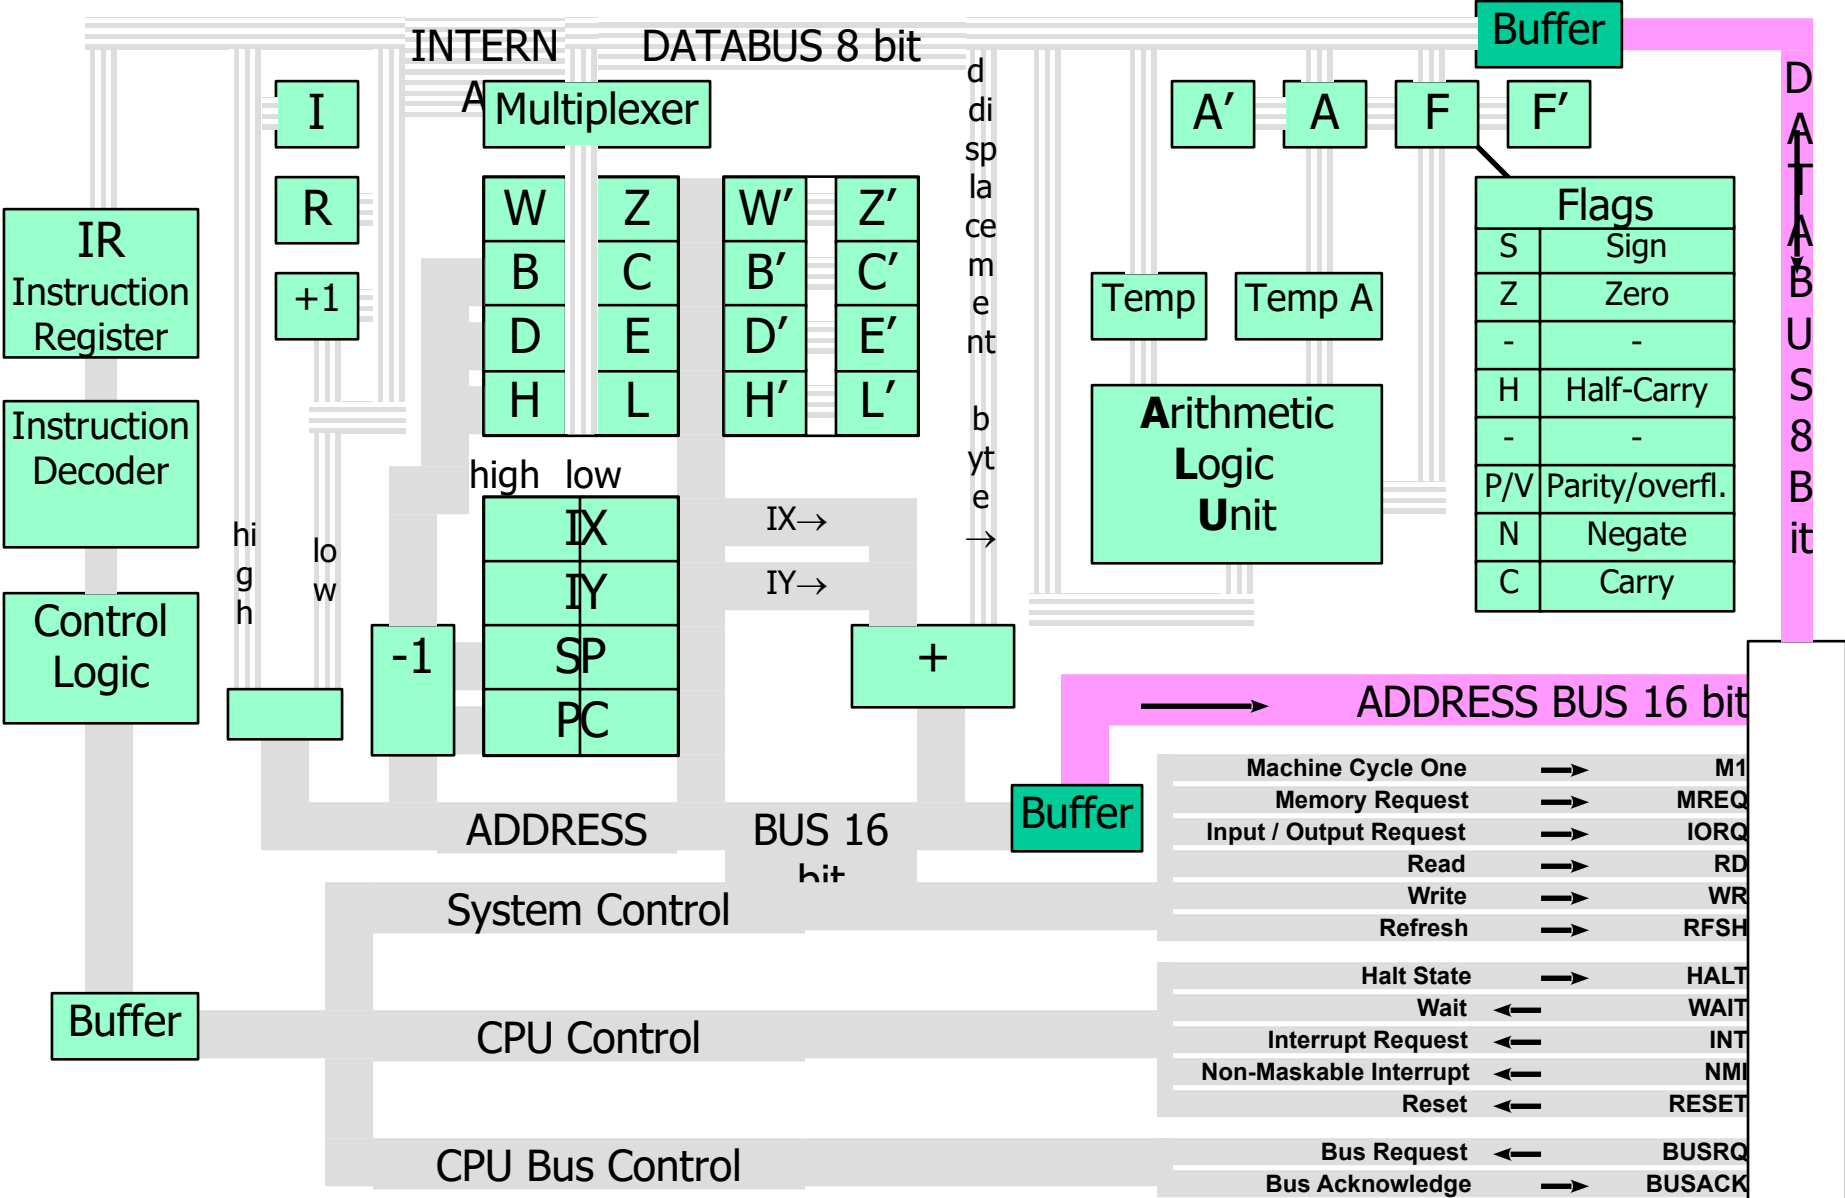 INTERN
A
DATABUS 8 bit
Buffer
I
R
+1
Multiplexer
W Z
B C
D E
H L
W′ Z′
B′ C′
D′ E′
H′ L′
d
di
sp
la
ce
m
e
nt
b
yt
e
→
A′ A F F′
Temp
Temp A
Arithmetic
Logic
Unit
Flags
S Sign
Z Zero
- -
H Half-Carry
- -
P/V Parity/overfl.
N Negate
C Carry
D
A
T
A
B
U
S
8
B
it
IR
Instruction
Register
Instruction
Decoder
Control
Logic
hi
g
h
lo
w
high low
IX
IY
SP
PC
-1
IX→
IY→
+
ADDRESS BUS 16 bit
Buffer
ADDRESS BUS 16
bit
System Control
Machine Cycle One → M1
Memory Request → MREQ
Input / Output Request → IORQ
Read → RD
Write → WR
Refresh → RFSH
Buffer
CPU Control
Halt State → HALT
Wait ← WAIT
Interrupt Request ← INT
Non-Maskable Interrupt ← NMI
Reset ← RESET
CPU Bus Control
Bus Request ← BUSRQ
Bus Acknowledge → BUSACK